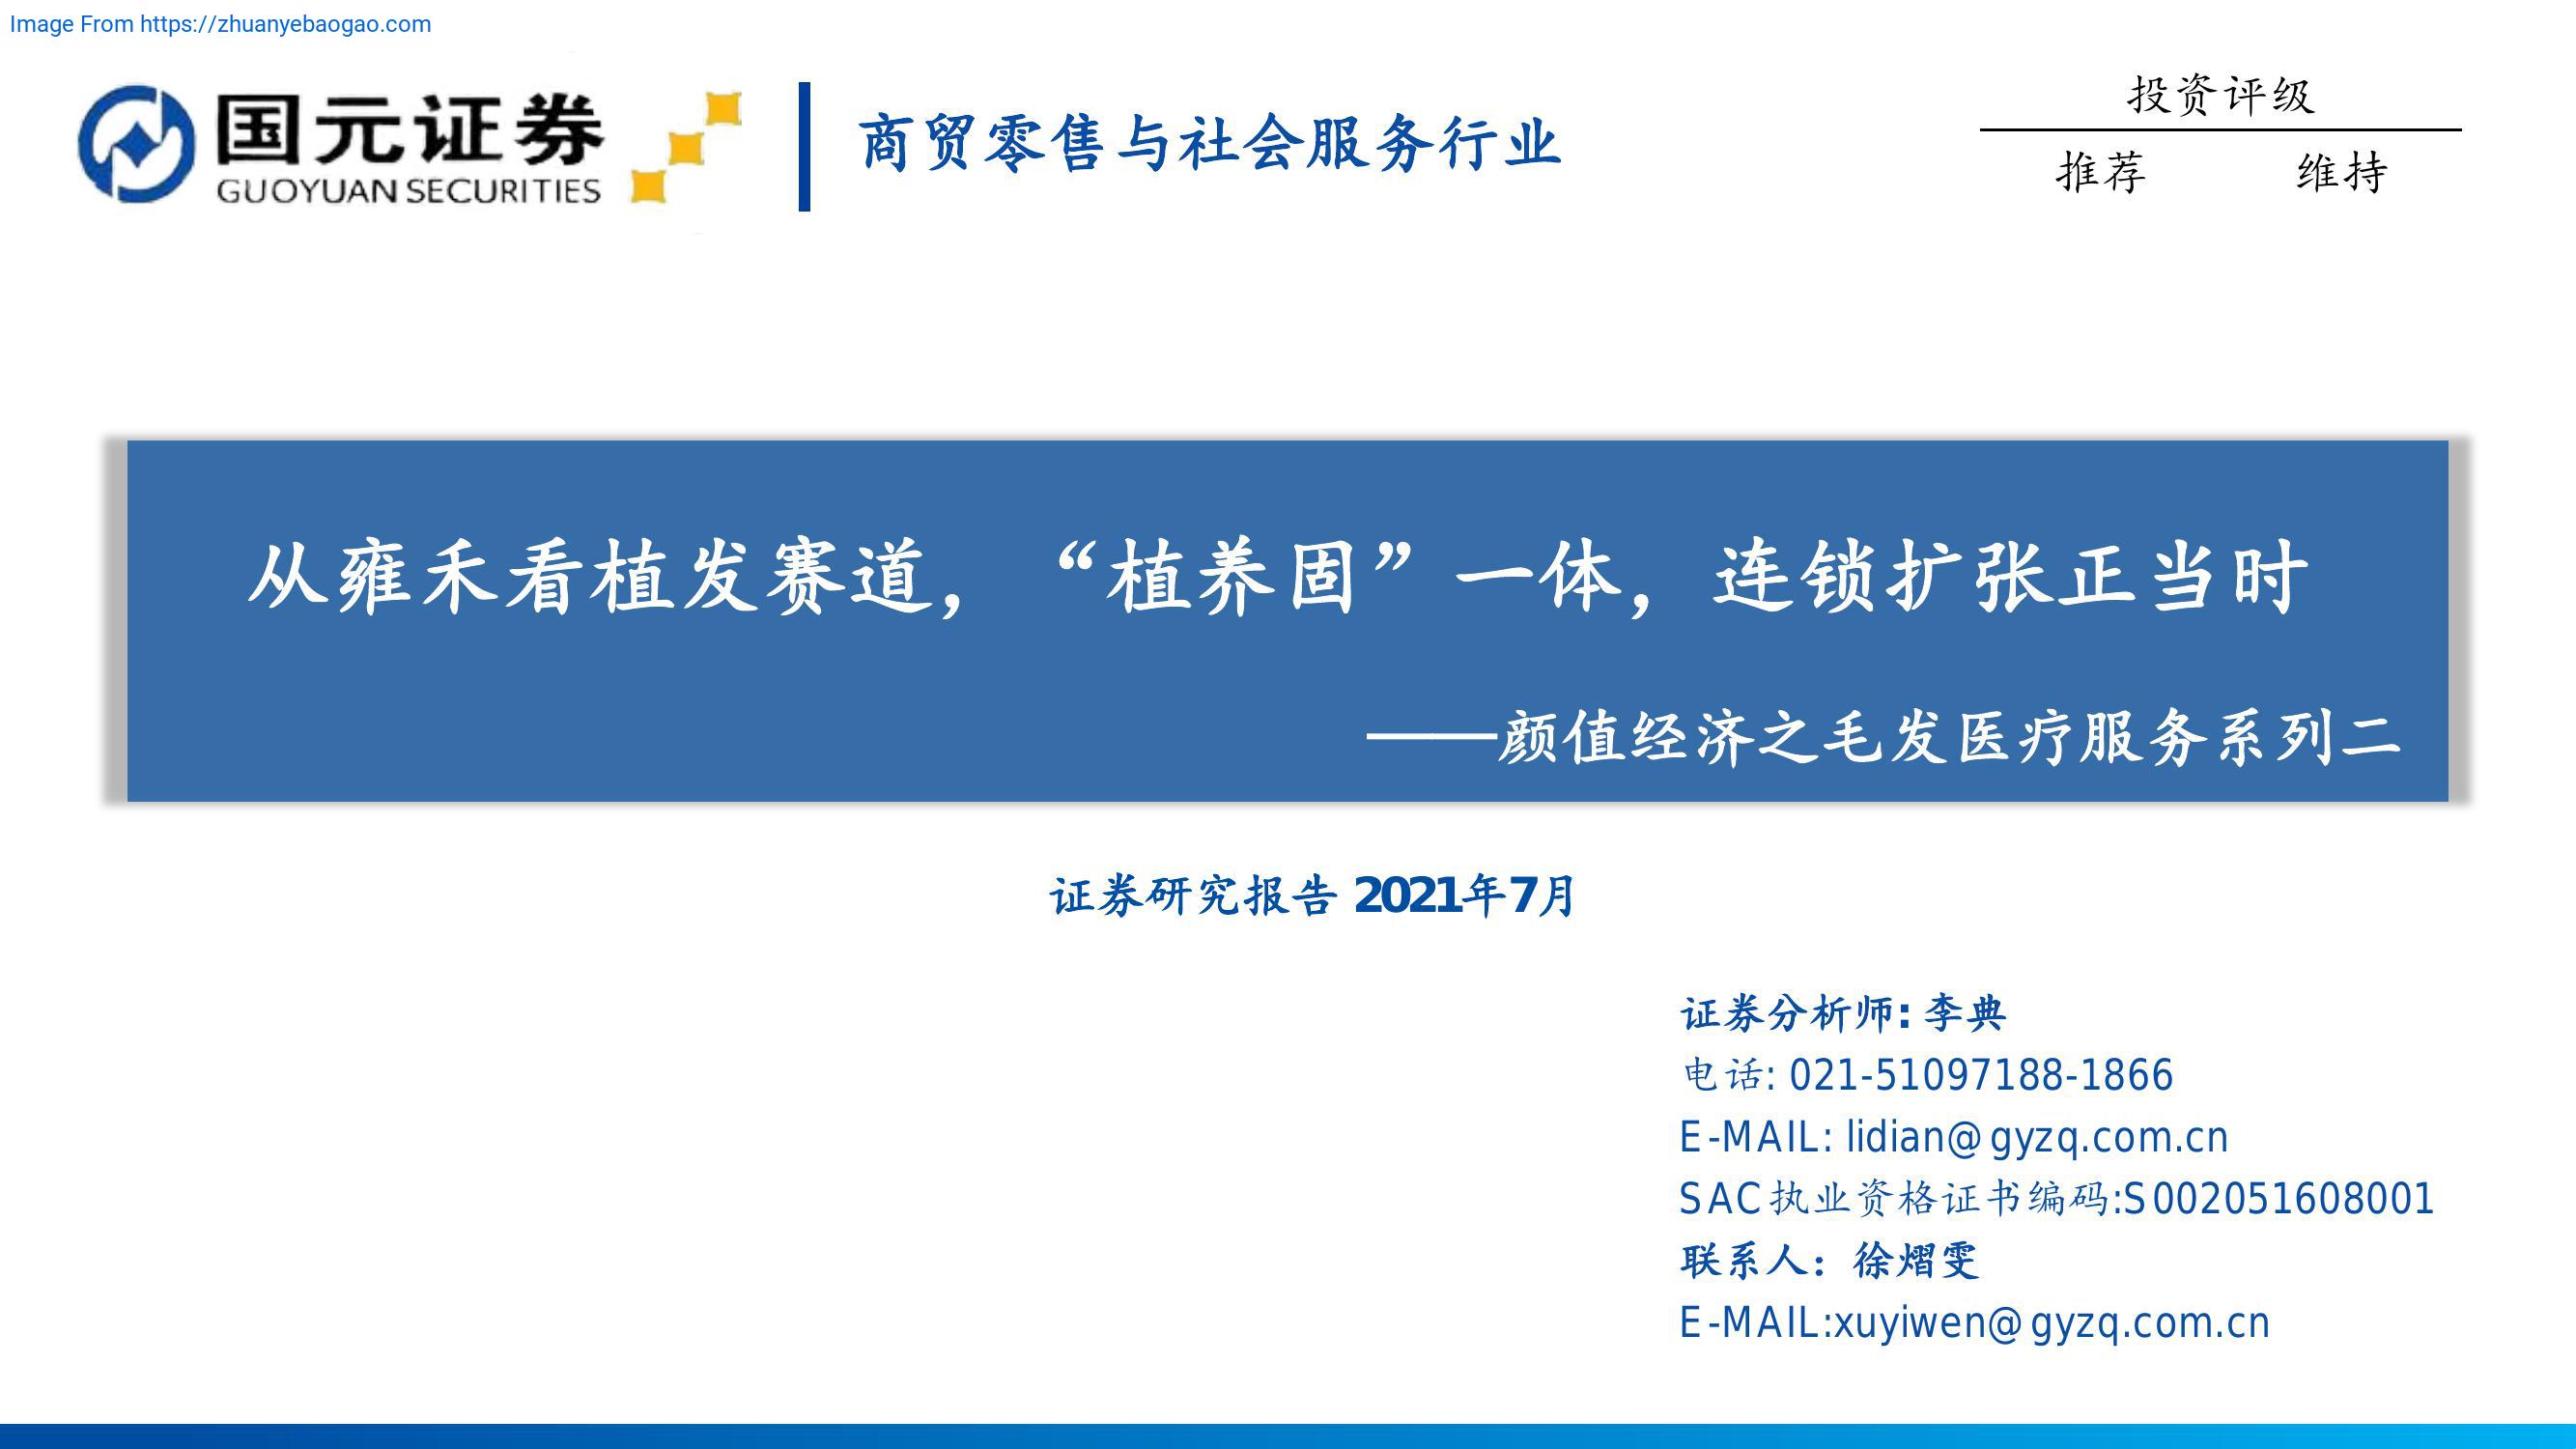 Image From https://zhuanyebaogao.com
国元证券
GUOYUAN SECURITIES
商贸零售与社会服务行业
投资评级
推荐 维持
从雍禾看植发赛道，“植养固”一体，连锁扩张正当时
——颜值经济之毛发医疗服务系列二
证券研究报告 2021年7月
证券分析师: 李典
电话: 021-51097188-1866
E-MAIL: lidian@gyzq.com.cn
SAC执业资格证书编码:S002051608001
联系人：徐熠雯
E-MAIL:xuyiwen@gyzq.com.cn